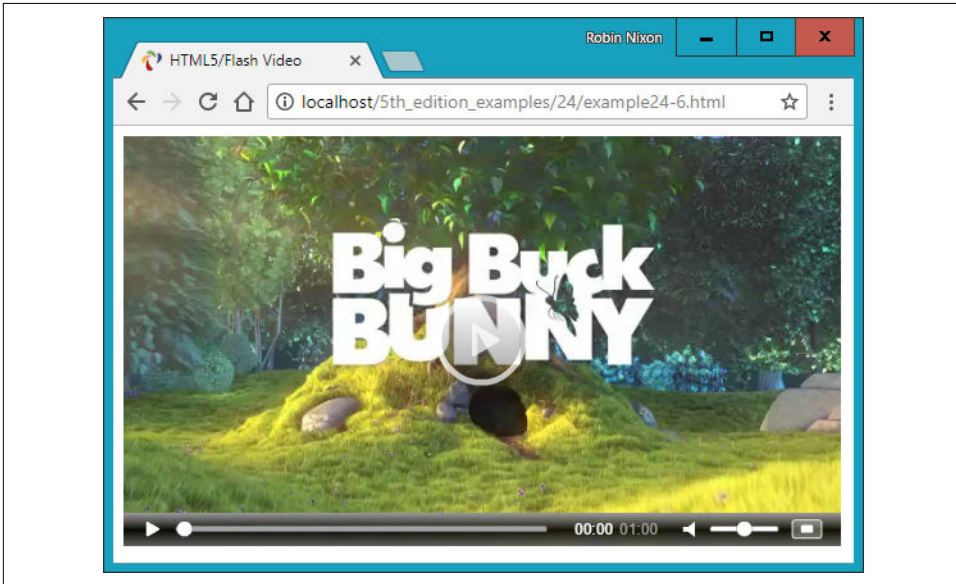 Robin Nixon
HTML5/Flash Video
localhost/5th_edition_examples/24/example24-6.html
Big Buck
BUNNY
00:00 01:00